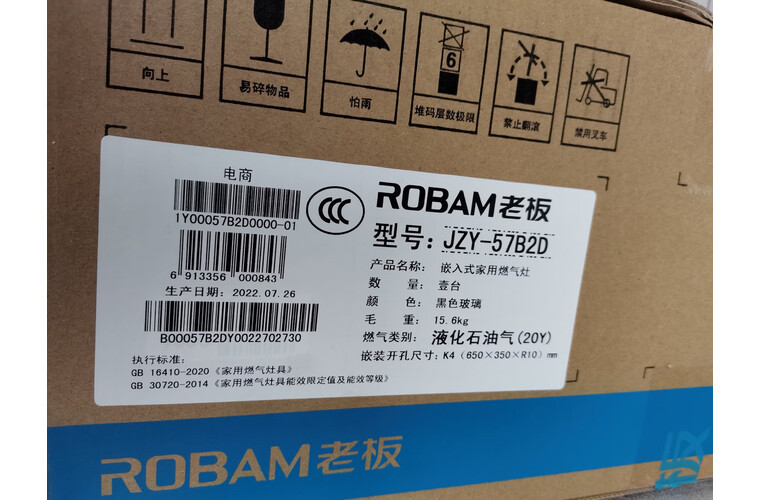 向上
易碎物品
怕雨
6
堆码层数极限
禁止翻滚
禁用叉车
电商
1Y00057B2D0000-01
6 913356 000843
生产日期: 2022.07.26
B00057B2DY0022702730
执行标准:
GB 16410-2020《家用燃气灶具》
GB 30720-2014《家用燃气灶具能效限定值及能效等级》
CCC
ROBAM老板
型号: JZY-57B2D
产品名称: 嵌入式家用燃气灶
数 量: 壹台
颜 色: 黑色玻璃
毛 重: 15.6kg
燃气类别: 液化石油气(20Y)
嵌装开孔尺寸: K4 (650×350×R10) mm
ROBAM老板